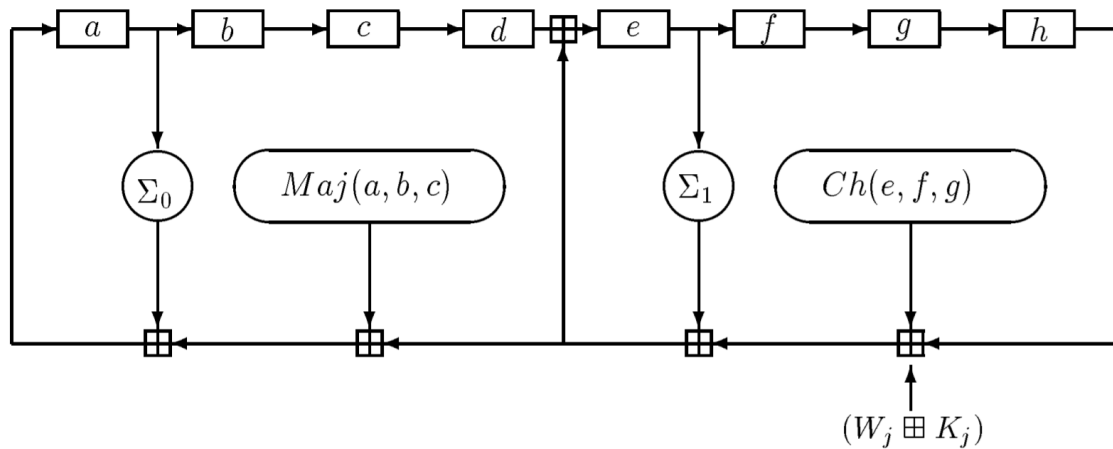 a b c d ⊞ e f g h
Σ₀ Maj(a, b, c) Σ₁ Ch(e, f, g)
⊞ ⊞ ⊞ ⊞
(Wⱼ ⊞ Kⱼ)